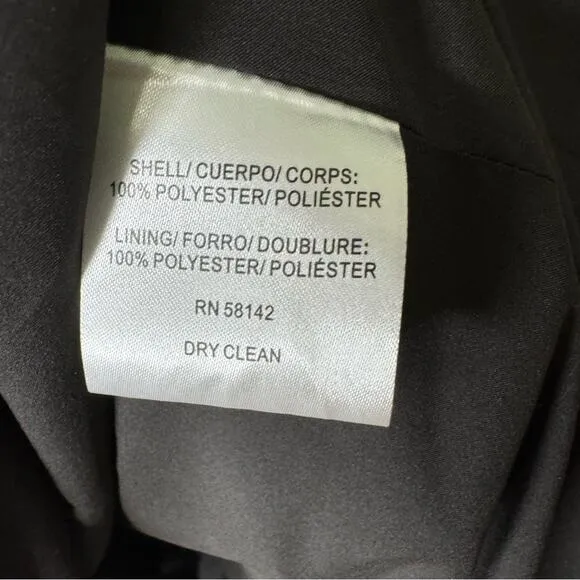 SHELL/ CUERPO/ CORPS:
100% POLYESTER/ POLIÉSTER
LINING/ FORRO/ DOUBLURE:
100% POLYESTER/ POLIÉSTER
RN 58142
DRY CLEAN